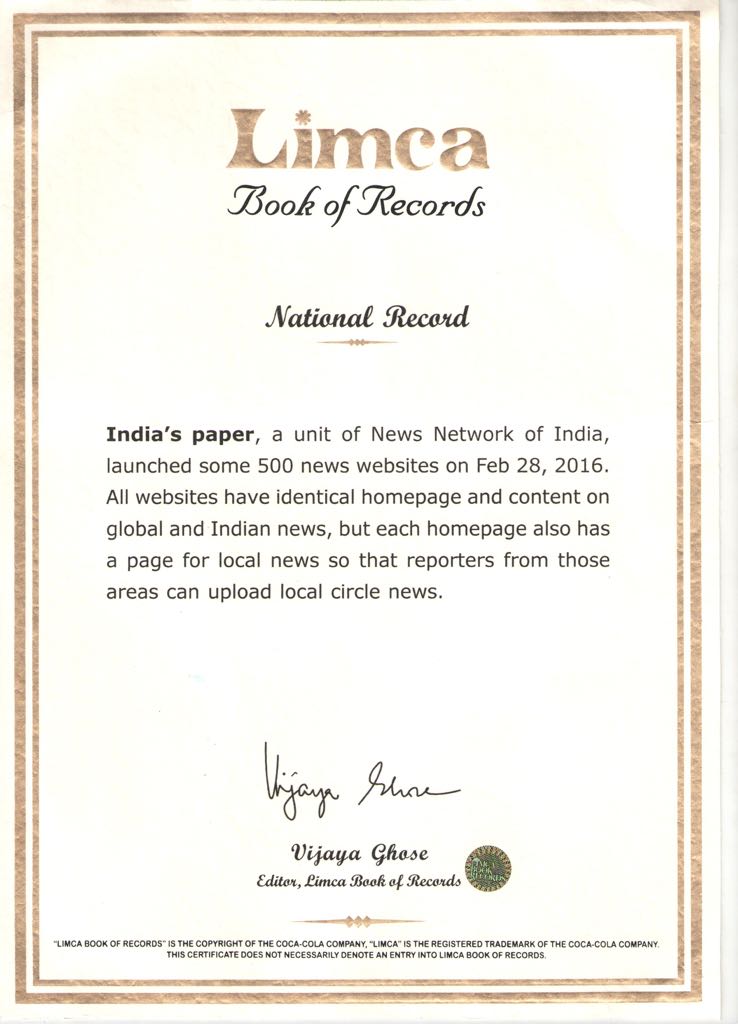 Limca
Book of Records
National Record
India's paper, a unit of News Network of India,
launched some 500 news websites on Feb 28, 2016.
All websites have identical homepage and content on
global and Indian news, but each homepage also has
a page for local news so that reporters from those
areas can upload local circle news.
Vijaya Ghose
Vijaya Ghose
Editor, Limca Book of Records
LIMCA
BOOK OF
RECORDS
"LIMCA BOOK OF RECORDS" IS THE COPYRIGHT OF THE COCA-COLA COMPANY, "LIMCA" IS THE REGISTERED TRADEMARK OF THE COCA-COLA COMPANY.
THIS CERTIFICATE DOES NOT NECESSARILY DENOTE AN ENTRY INTO LIMCA BOOK OF RECORDS.